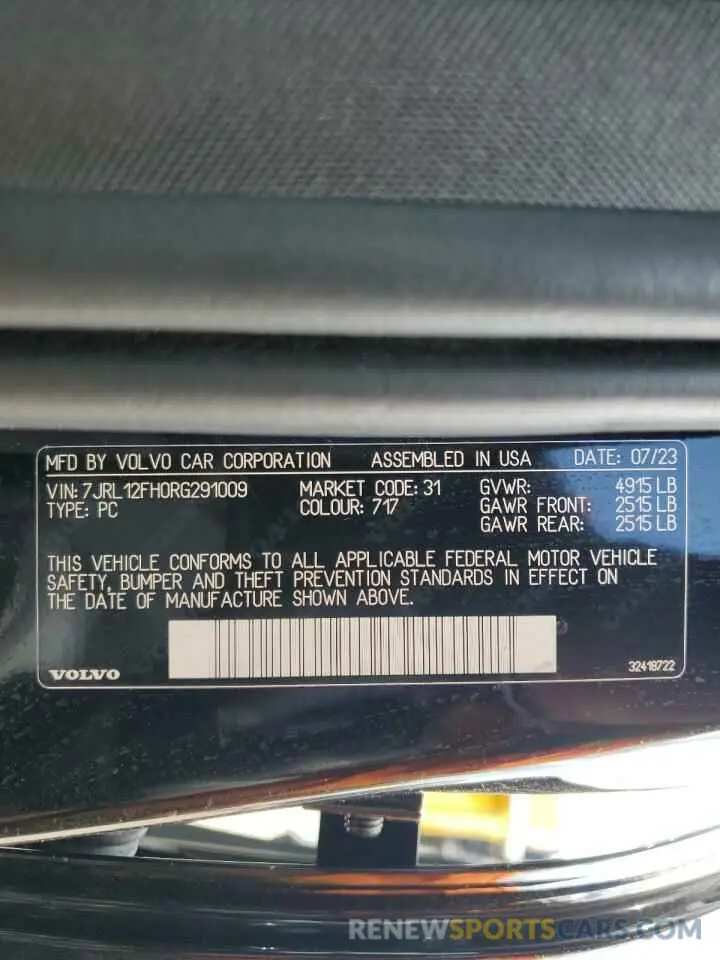 MFD BY VOLVO CAR CORPORATION ASSEMBLED IN USA DATE: 07/23
VIN: 7JRL12FH0RG291009 MARKET CODE: 31 GVWR: 4915 LB
TYPE: PC COLOUR: 717 GAWR FRONT: 2515 LB
GAWR REAR: 2515 LB
THIS VEHICLE CONFORMS TO ALL APPLICABLE FEDERAL MOTOR VEHICLE
SAFETY, BUMPER AND THEFT PREVENTION STANDARDS IN EFFECT ON
THE DATE OF MANUFACTURE SHOWN ABOVE.
VOLVO 32418722
RENEWSPORTSCARS.COM